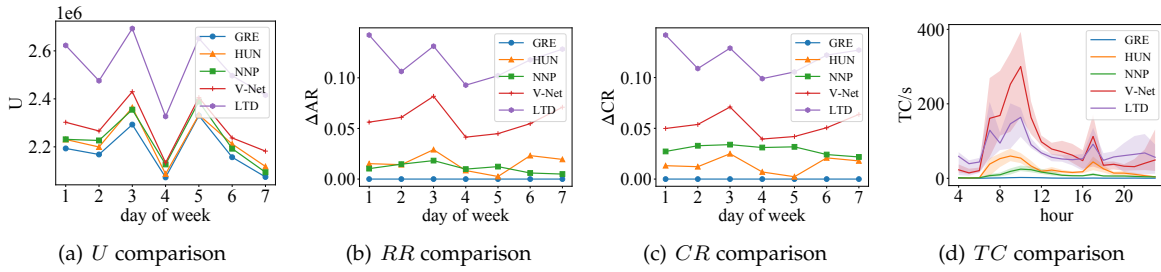 1e6
U
2.6
2.4
2.2
1 2 3 4 5 6 7
day of week
GRE
HUN
NNP
V-Net
LTD
(a) U comparison
ΔAR
0.10
0.05
0.00
1 2 3 4 5 6 7
day of week
GRE
HUN
NNP
V-Net
LTD
(b) RR comparison
ΔCR
0.10
0.05
0.00
1 2 3 4 5 6 7
day of week
GRE
HUN
NNP
V-Net
LTD
(c) CR comparison
TC/s
400
200
0
4 8 12 16 20
hour
GRE
HUN
NNP
V-Net
LTD
(d) TC comparison